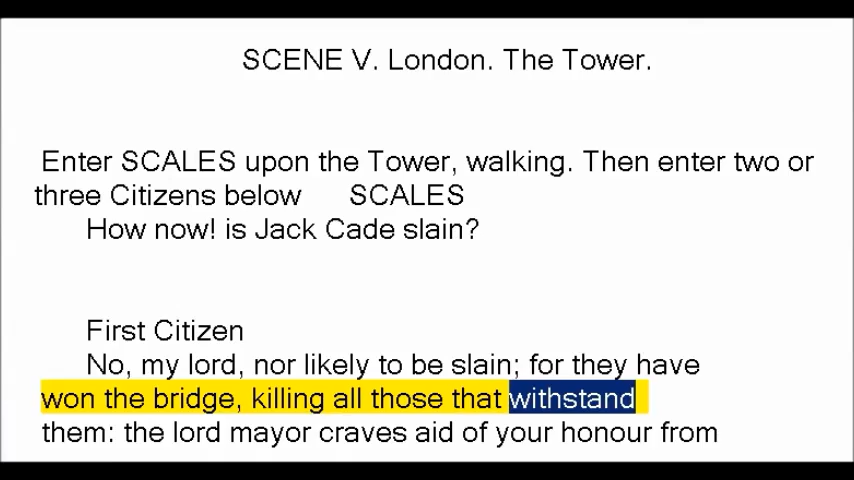 SCENE V. London. The Tower.
Enter SCALES upon the Tower, walking. Then enter two or
three Citizens below SCALES
How now! is Jack Cade slain?
First Citizen
No, my lord, nor likely to be slain; for they have
won the bridge, killing all those that withstand
them: the lord mayor craves aid of your honour from